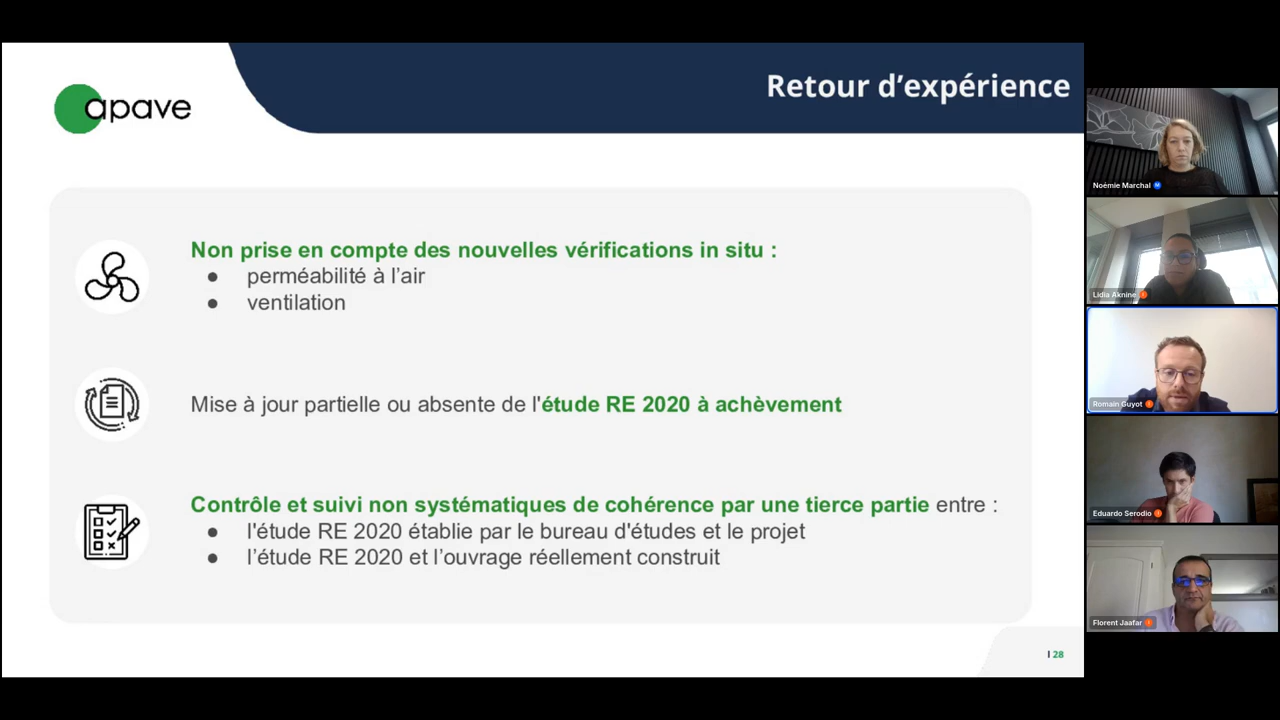 apave
Retour d'expérience
Non prise en compte des nouvelles vérifications in situ :
● perméabilité à l'air
● ventilation
Mise à jour partielle ou absente de l'étude RE 2020 à achèvement
Contrôle et suivi non systématiques de cohérence par une tierce partie entre :
● l'étude RE 2020 établie par le bureau d'études et le projet
● l'étude RE 2020 et l'ouvrage réellement construit
I 28
Noémie Marchal
Lidia Aknine
Romain Guyot
Eduardo Serodio
Florent Jaafar